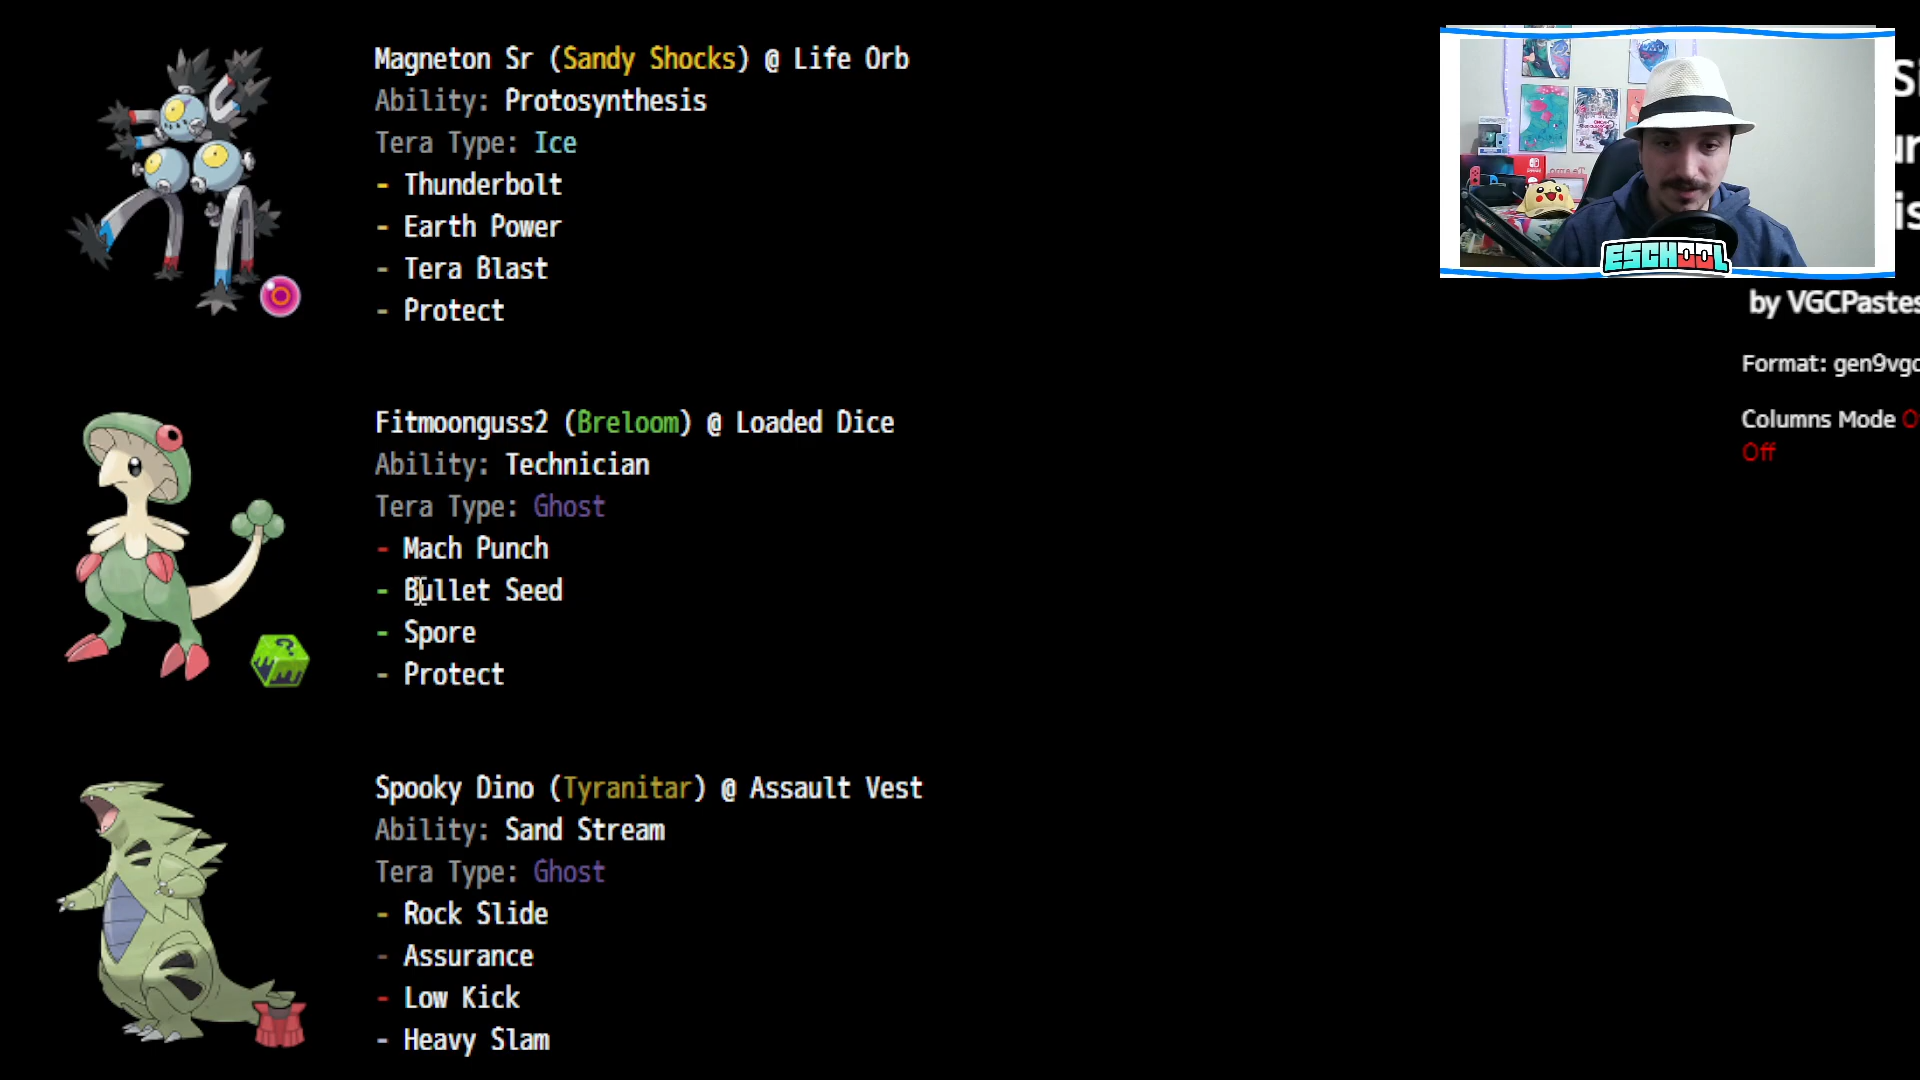 Magneton Sr (Sandy Shocks) @ Life Orb
Ability: Protosynthesis
Tera Type: Ice
- Thunderbolt
- Earth Power
- Tera Blast
- Protect
Fitmoonguss2 (Breloom) @ Loaded Dice
Ability: Technician
Tera Type: Ghost
- Mach Punch
- Bullet Seed
- Spore
- Protect
Spooky Dino (Tyranitar) @ Assault Vest
Ability: Sand Stream
Tera Type: Ghost
- Rock Slide
- Assurance
- Low Kick
- Heavy Slam
ESCHOOL
by VGCPastes
Format: gen9vgc
Columns Mode
Off